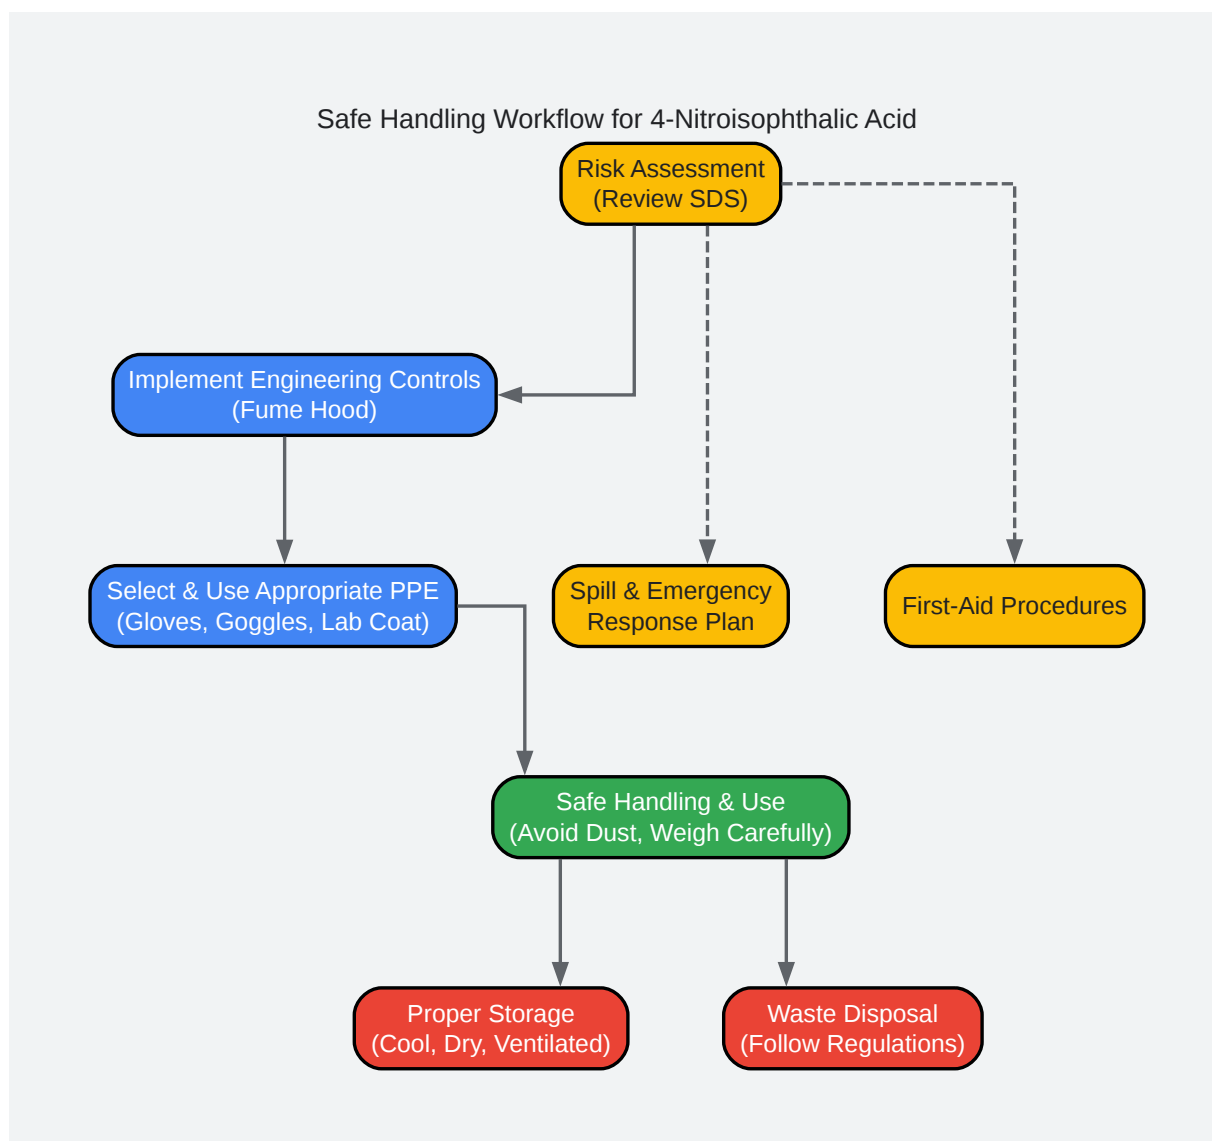 Safe Handling Workflow for 4-Nitroisophthalic Acid
Risk Assessment
(Review SDS)
Implement Engineering Controls
(Fume Hood)
Select & Use Appropriate PPE
(Gloves, Goggles, Lab Coat)
Spill & Emergency
Response Plan
First-Aid Procedures
Safe Handling & Use
(Avoid Dust, Weigh Carefully)
Proper Storage
(Cool, Dry, Ventilated)
Waste Disposal
(Follow Regulations)